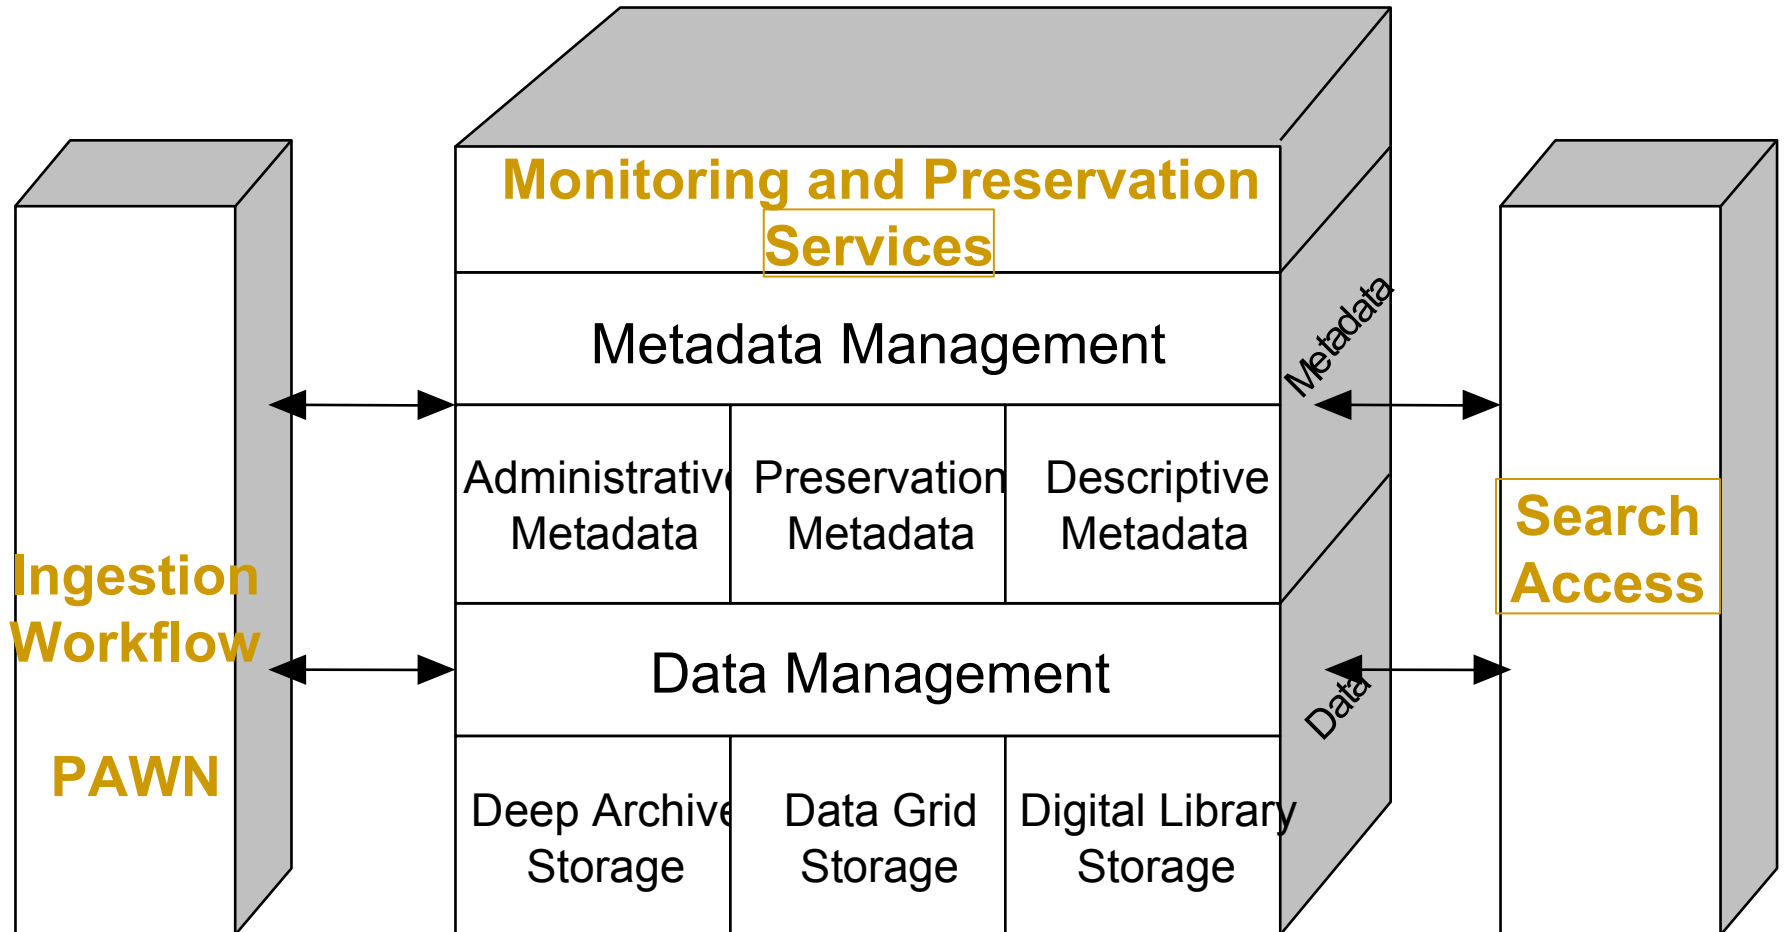 Monitoring and Preservation
Services
Metadata Management
Metadata
Administrative
Metadata
Preservation
Metadata
Descriptive
Metadata
Search
Access
Ingestion
Workflow
PAWN
Data Management
Data
Deep Archive
Storage
Data Grid
Storage
Digital Library
Storage